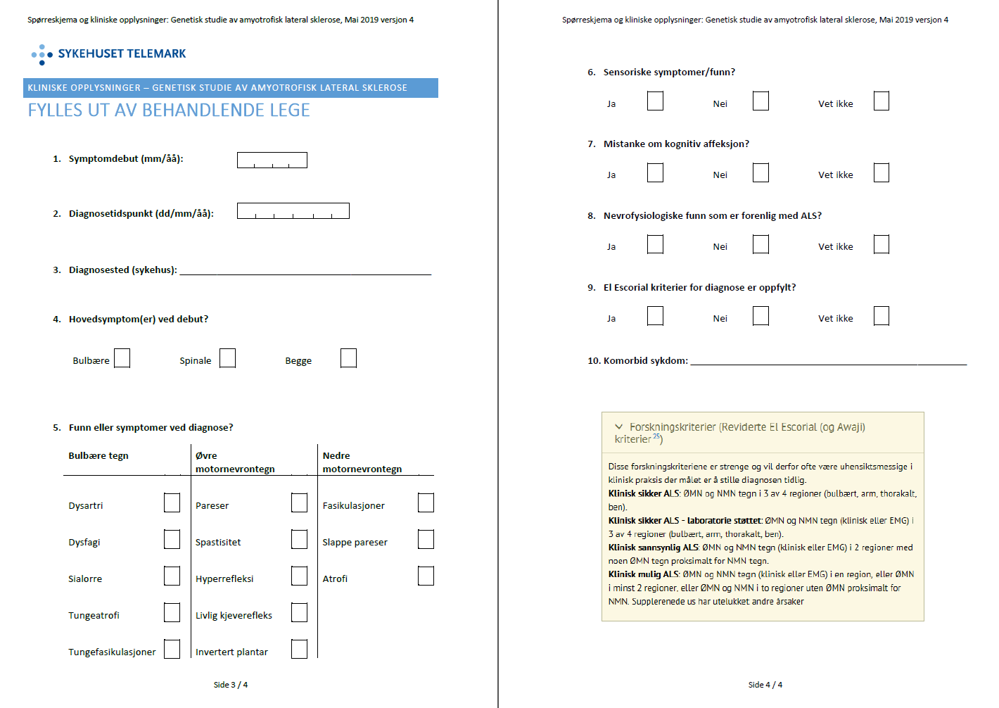 Spørreskjema og kliniske opplysninger: Genetisk studie av amyotrofisk lateral sklerose, Mai 2019 versjon 4
SYKEHUSET TELEMARK
KLINISKE OPPLYSNINGER – GENETISK STUDIE AV AMYOTROFISK LATERAL SKLEROSE
FYLLES UT AV BEHANDLENDE LEGE
1. Symptomdebut (mm/åå):
2. Diagnosetidspunkt (dd/mm/åå):
3. Diagnosested (sykehus):
4. Hovedsymptom(er) ved debut?
Bulbære Spinale Begge
5. Funn eller symptomer ved diagnose?
Bulbære tegn Øvre Nedre
motornevrontegn motornevrontegn
Dysartri Pareser Fasikulasjoner
Dysfagi Spastisitet Slappe pareser
Sialorre Hyperrefleksi Atrofi
Tungeatrofi Livlig kjeverefleks
Tungefasikulasjoner Invertert plantar
Side 3 / 4
Spørreskjema og kliniske opplysninger: Genetisk studie av amyotrofisk lateral sklerose, Mai 2019 versjon 4
6. Sensoriske symptomer/funn?
Ja Nei Vet ikke
7. Mistanke om kognitiv affeksjon?
Ja Nei Vet ikke
8. Nevrofysiologiske funn som er forenlig med ALS?
Ja Nei Vet ikke
9. El Escorial kriterier for diagnose er oppfylt?
Ja Nei Vet ikke
10. Komorbid sykdom:
Forskningskriterier (Reviderte El Escorial (og Awaji)
kriterier 25)
Disse forskningskriteriene er strenge og vil derfor ofte være uhensiktsmessige i
klinisk praksis der målet er å stille diagnosen tidlig.
Klinisk sikker ALS: ØMN og NMN tegn i 3 av 4 regioner (bulbært, arm, thorakalt,
ben).
Klinisk sikker ALS - laboratorie støttet: ØMN og NMN tegn (klinisk eller EMG) i
3 av 4 regioner (bulbært, arm, thorakalt, ben).
Klinisk sannsynlig ALS: ØMN og NMN tegn (klinisk eller EMG) i 2 regioner med
noen ØMN tegn proksimalt for NMN tegn.
Klinisk mulig ALS: ØMN og NMN tegn (klinisk eller EMG) i en region, eller ØMN
i minst 2 regioner, eller ØMN og NMN i to regioner uten ØMN proksimalt for
NMN. Supplerenede us har utelukket andre årsaker
Side 4 / 4